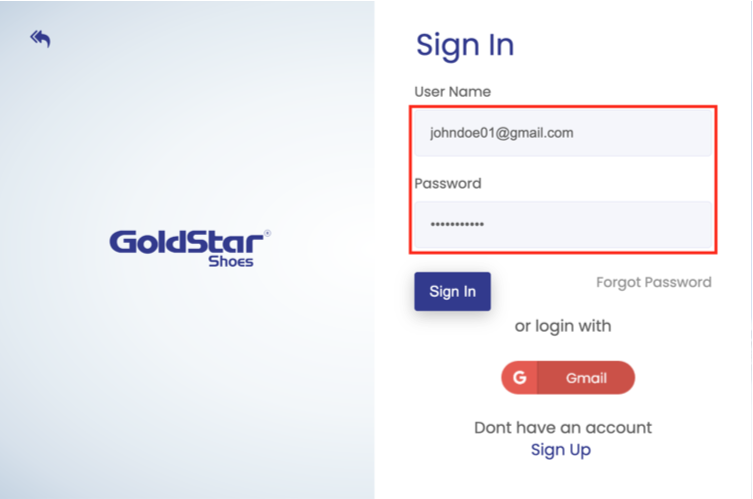 GoldStar®
Shoes
Sign In
User Name
johndoe01@gmail.com
Password
•••••••••••
Sign In
Forgot Password
or login with
G Gmail
Dont have an account
Sign Up